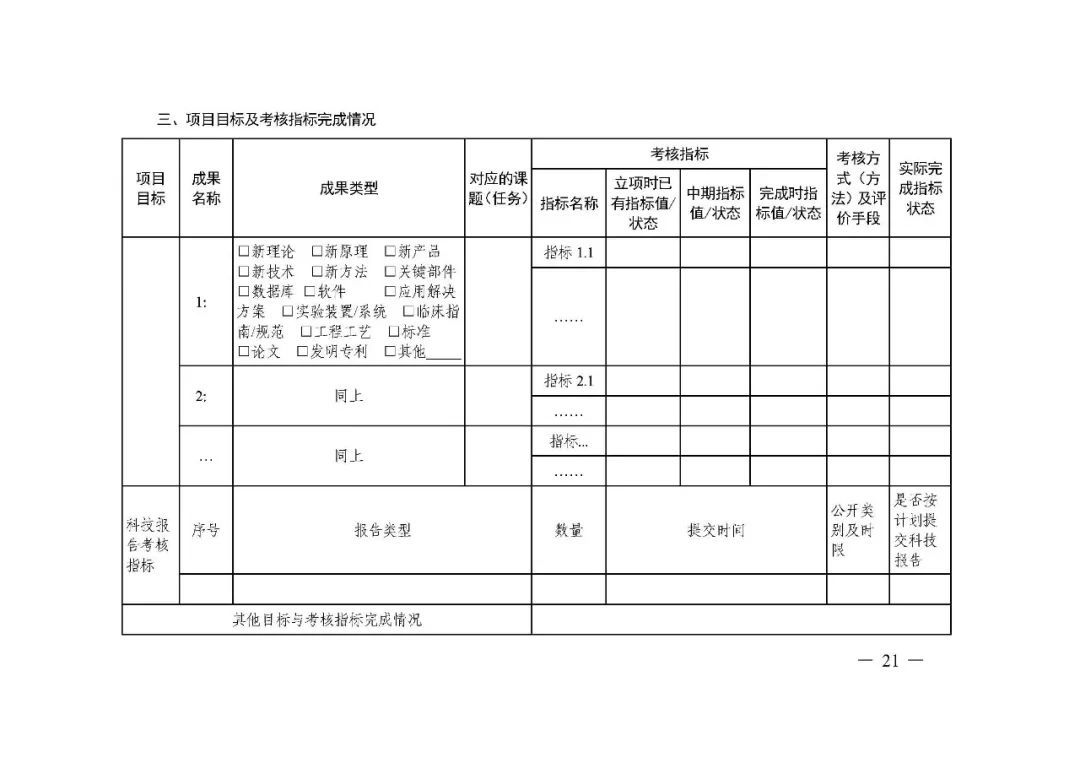 三、项目目标及考核指标完成情况
项目
目标
成果
名称
成果类型
对应的课
题(任务)
考核指标
指标名称
立项时已
有指标值/
状态
中期指标
值/状态
完成时指
标值/状态
考核方
式（方
法）及评
价手段
实际完
成指标
状态
1:
□新理论 □新原理 □新产品
□新技术 □新方法 □关键部件
□数据库 □软件 □应用解决
方案 □实验装置/系统 □临床指
南/规范 □工程工艺 □标准
□论文 □发明专利 □其他_____
指标 1.1
……
2:
同上
指标 2.1
……
…
同上
指标...
……
科技报
告考核
指标
序号
报告类型
数量
提交时间
公开类
别及时
限
是否按
计划提
交科技
报告
其他目标与考核指标完成情况
— 21 —